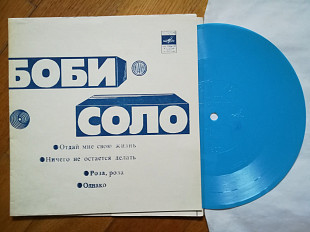 БОБИ
СОЛО
Отдай мне свою жизнь
Ничего не остается делать
Роза, роза
Однако